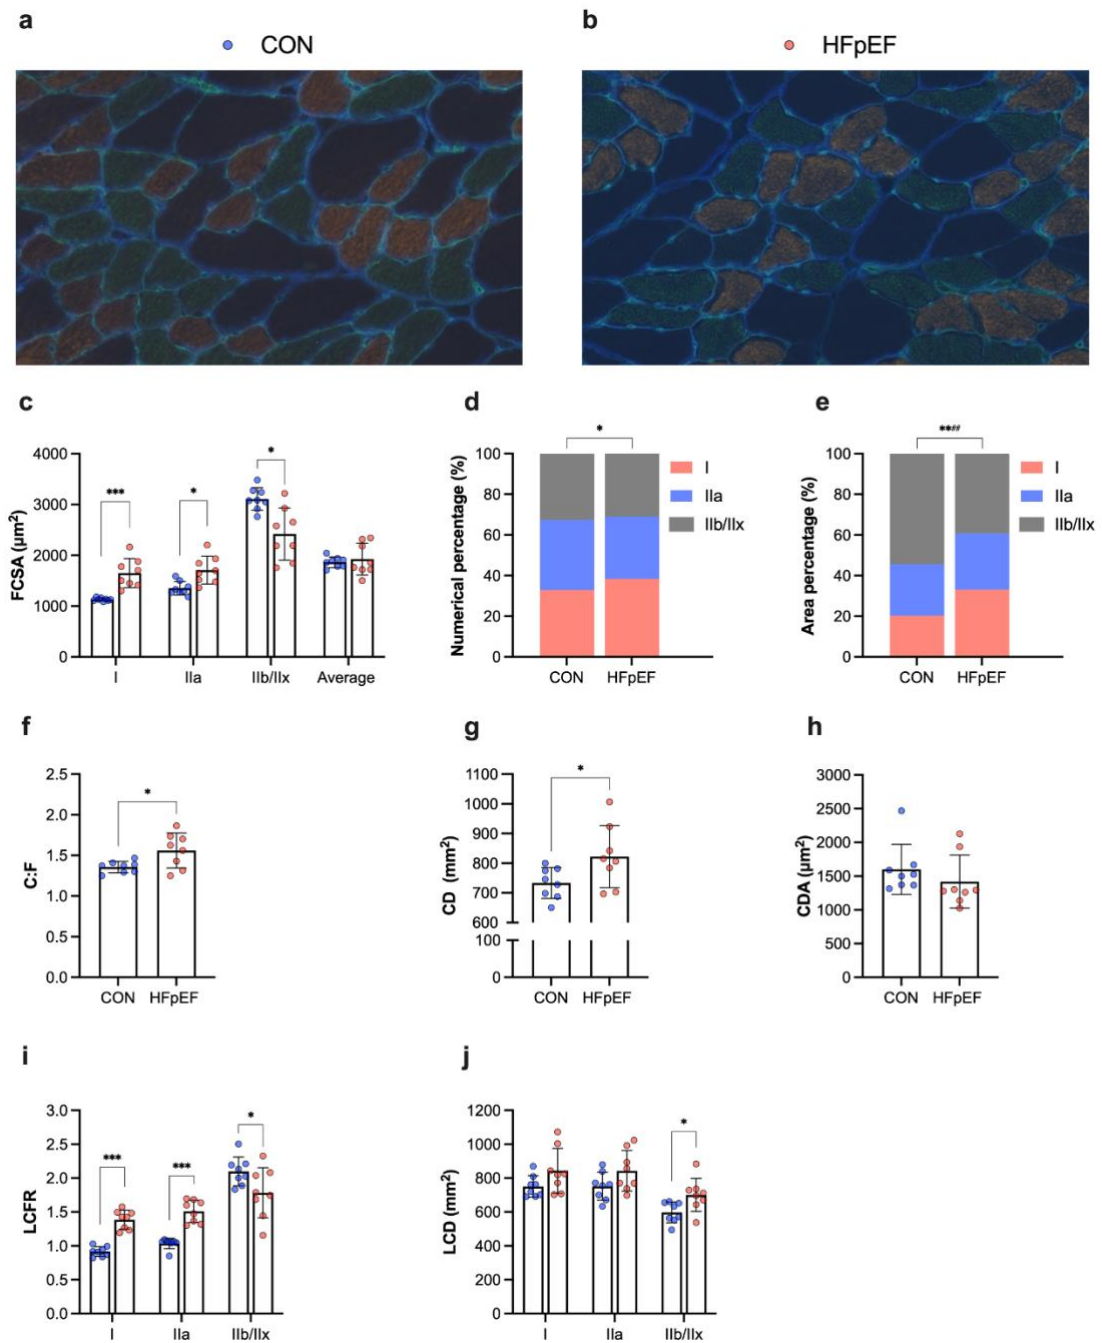 a
b
CON
HFpEF
c
d
e
FCSA (µm²)
4000
3000
2000
1000
0
***
*
*
I
IIa
IIb/IIx
Average
Numerical percentage (%)
100
80
60
40
20
0
*
CON
HFpEF
I
IIa
IIb/IIx
Area percentage (%)
100
80
60
40
20
0
**##
CON
HFpEF
I
IIa
IIb/IIx
f
g
h
C:F
2.5
2.0
1.5
1.0
0.5
0.0
*
CON
HFpEF
CD (mm²)
1100
1000
900
800
700
600
100
0
*
CON
HFpEF
CDA (µm²)
3000
2500
2000
1500
1000
500
0
CON
HFpEF
i
j
LCFR
3.0
2.5
2.0
1.5
1.0
0.5
0.0
***
***
*
I
IIa
IIb/IIx
LCD (mm²)
1200
1000
800
600
400
200
0
*
I
IIa
IIb/IIx